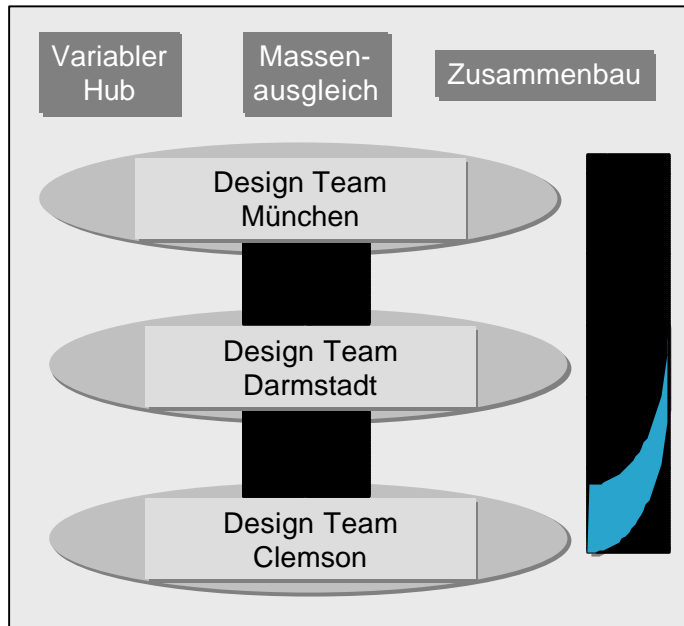 Variabler
Hub
Massen-
ausgleich
Zusammenbau
Design Team
München
Design Team
Darmstadt
Design Team
Clemson